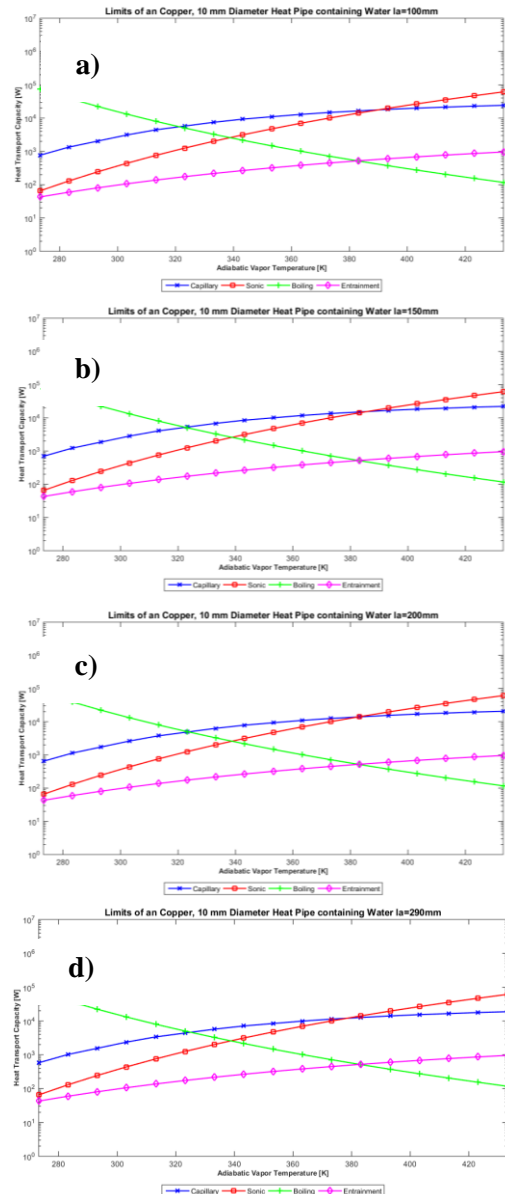 Limits of an Copper, 10 mm Diameter Heat Pipe containing Water la=100mm
a)
Heat Transport Capacity [W]
10^7
10^6
10^5
10^4
10^3
10^2
10^1
10^0
280 300 320 340 360 380 400 420
Adiabatic Vapor Temperature [K]
Capillary Sonic Boiling Entrainment
Limits of an Copper, 10 mm Diameter Heat Pipe containing Water la=150mm
b)
Heat Transport Capacity [W]
10^7
10^6
10^5
10^4
10^3
10^2
10^1
10^0
280 300 320 340 360 380 400 420
Adiabatic Vapor Temperature [K]
Capillary Sonic Boiling Entrainment
Limits of an Copper, 10 mm Diameter Heat Pipe containing Water la=200mm
c)
Heat Transport Capacity [W]
10^7
10^6
10^5
10^4
10^3
10^2
10^1
10^0
280 300 320 340 360 380 400 420
Adiabatic Vapor Temperature [K]
Capillary Sonic Boiling Entrainment
Limits of an Copper, 10 mm Diameter Heat Pipe containing Water la=290mm
d)
Heat Transport Capacity [W]
10^7
10^6
10^5
10^4
10^3
10^2
10^1
10^0
280 300 320 340 360 380 400 420
Adiabatic Vapor Temperature [K]
Capillary Sonic Boiling Entrainment